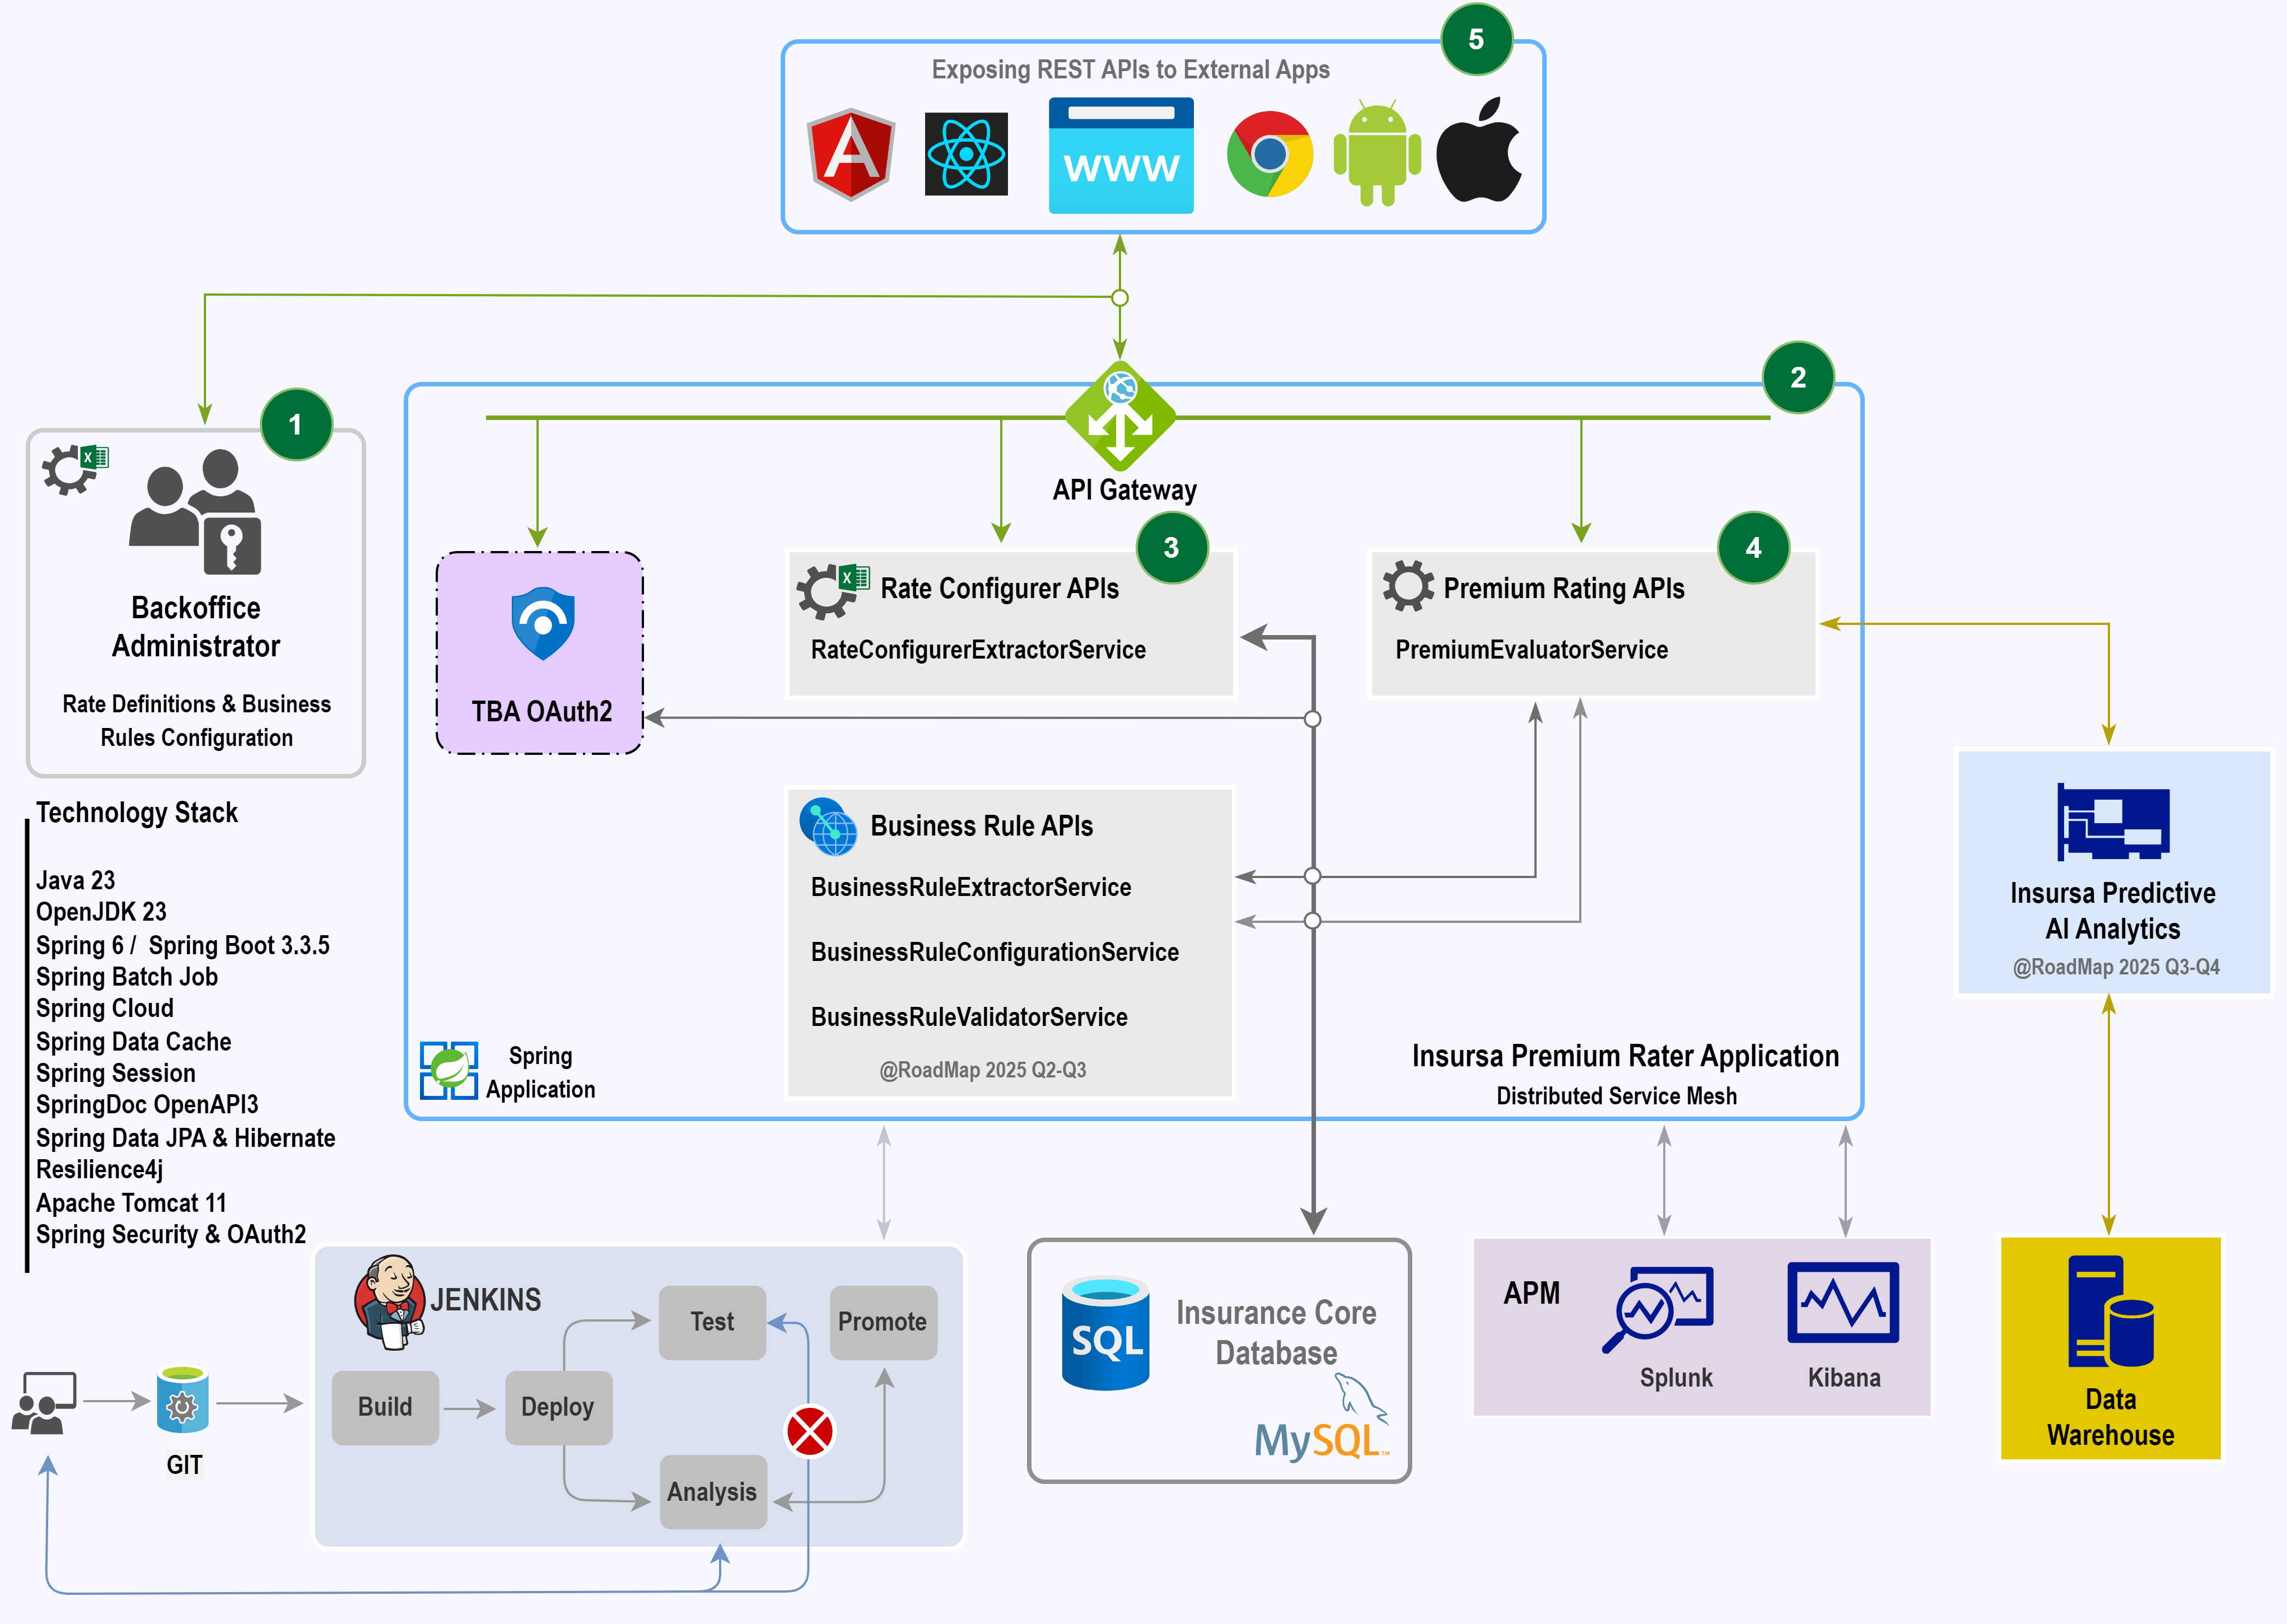 5
Exposing REST APIs to External Apps
www
2
1
API Gateway
3
4
X
X
Backoffice
Administrator
Rate Definitions & Business
Rules Configuration
TBA OAuth2
Rate Configurer APIs
RateConfigurerExtractorService
Premium Rating APIs
PremiumEvaluatorService
Technology Stack
Java 23
OpenJDK 23
Spring 6 / Spring Boot 3.3.5
Spring Batch Job
Spring Cloud
Spring Data Cache
Spring Session
SpringDoc OpenAPI3
Spring Data JPA & Hibernate
Resilience4j
Apache Tomcat 11
Spring Security & OAuth2
Business Rule APIs
BusinessRuleExtractorService
BusinessRuleConfigurationService
BusinessRuleValidatorService
@RoadMap 2025 Q2-Q3
Spring
Application
Insursa Premium Rater Application
Distributed Service Mesh
Insursa Predictive
AI Analytics
@RoadMap 2025 Q3-Q4
JENKINS
Test
Promote
Build
Deploy
Analysis
GIT
SQL
Insurance Core
Database
MySQL™
APM
Splunk
Kibana
Data
Warehouse